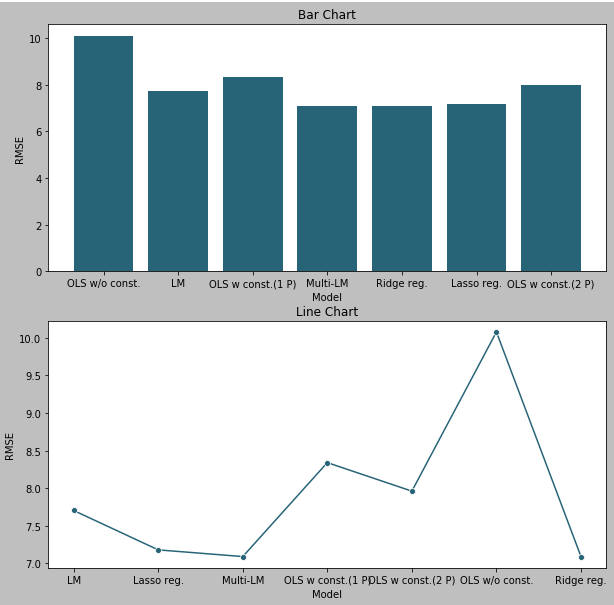 Bar Chart
10
8
6
4
2
0
RMSE
OLS w/o const. LM OLS w const.(1 P) Multi-LM Ridge reg. Lasso reg. OLS w const.(2 P)
Model
Line Chart
10.0
9.5
9.0
8.5
8.0
7.5
7.0
RMSE
LM Lasso reg. Multi-LM OLS w const.(1 P) OLS w const.(2 P) OLS w/o const. Ridge reg.
Model